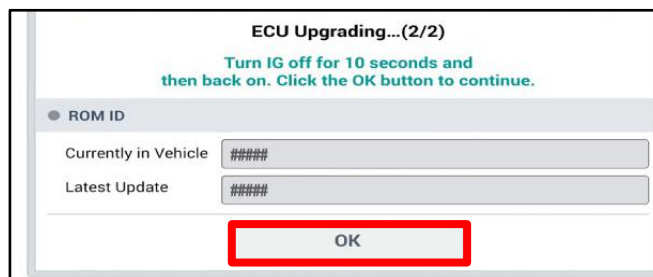 ECU Upgrading...(2/2)
Turn IG off for 10 seconds and
then back on. Click the OK button to continue.
ROM ID
Currently in Vehicle #####
Latest Update #####
OK